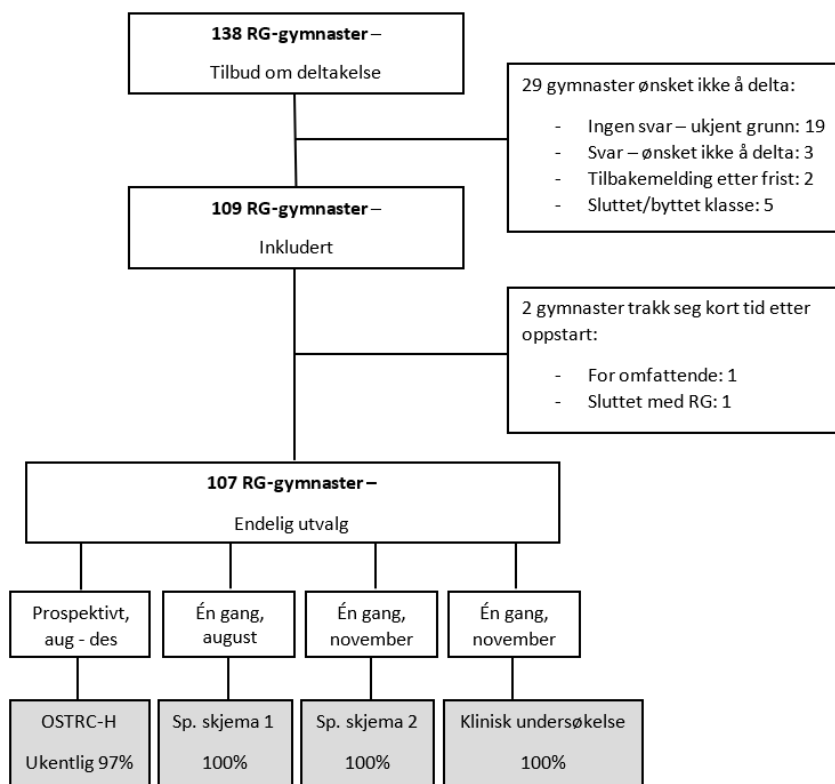 138 RG-gymnaster –
Tilbud om deltakelse
29 gymnaster ønsket ikke å delta:
- Ingen svar – ukjent grunn: 19
- Svar – ønsket ikke å delta: 3
- Tilbakemelding etter frist: 2
- Sluttet/byttet klasse: 5
109 RG-gymnaster –
Inkludert
2 gymnaster trakk seg kort tid etter
oppstart:
- For omfattende: 1
- Sluttet med RG: 1
107 RG-gymnaster –
Endelig utvalg
Prospektivt,
aug - des
Én gang,
august
Én gang,
november
Én gang,
november
OSTRC-H
Ukentlig 97%
Sp. skjema 1
100%
Sp. skjema 2
100%
Klinisk undersøkelse
100%